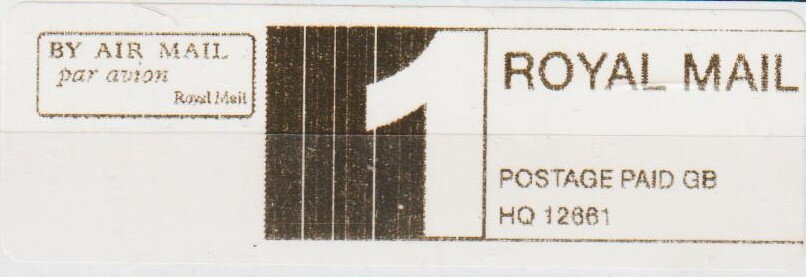 BY AIR MAIL
par avion
Royal Mail
1
ROYAL MAIL
POSTAGE PAID GB
HQ 12661